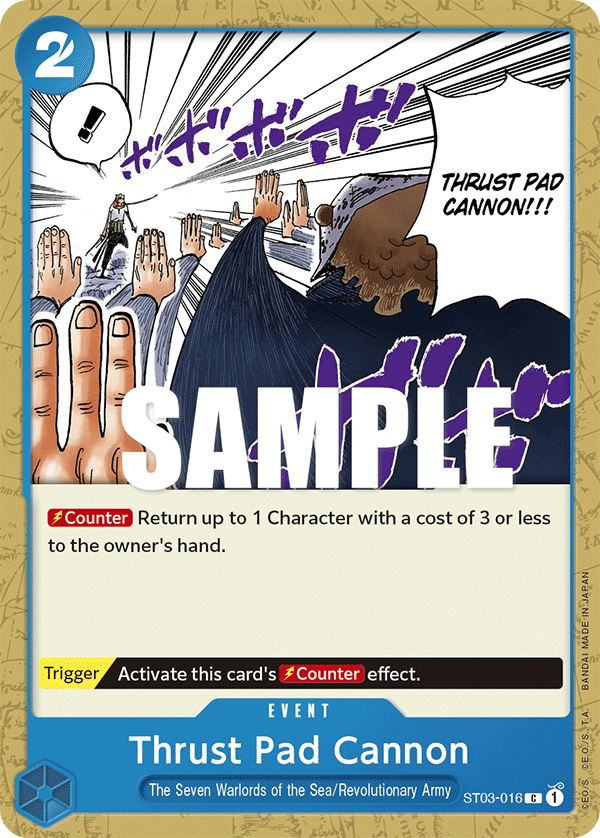 2
!
ボボボボ
THRUST PAD
CANNON!!!
SAMPLE
Counter Return up to 1 Character with a cost of 3 or less
to the owner's hand.
Trigger Activate this card's Counter effect.
EVENT
Thrust Pad Cannon
The Seven Warlords of the Sea/Revolutionary Army
ST03-016 C 1
©E.O/S. ©E.O./S.,T.A. BANDAI MADE IN JAPAN